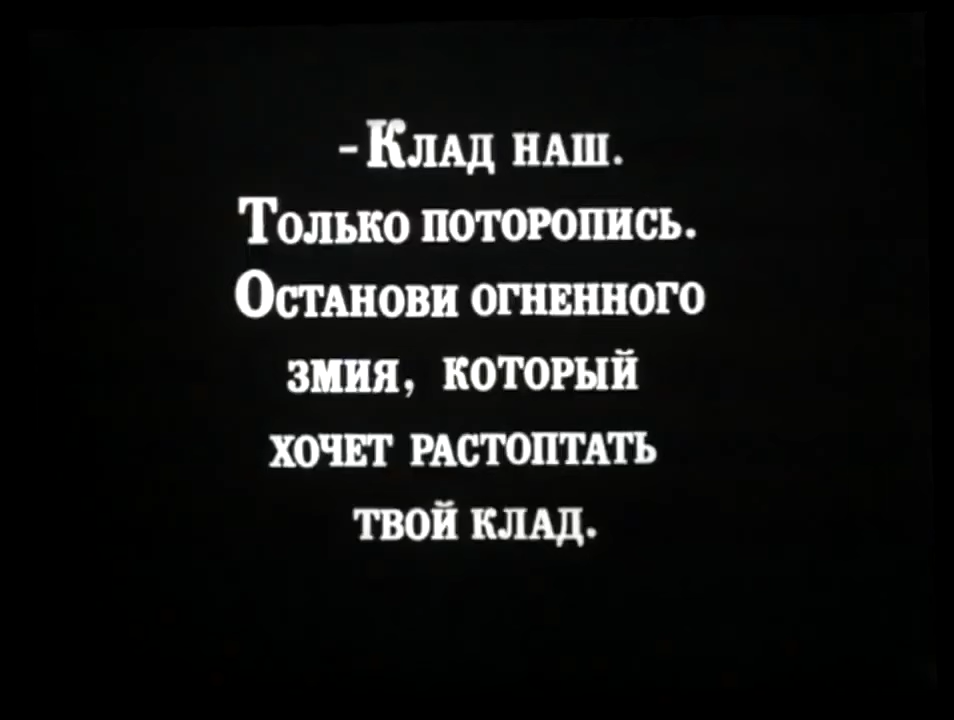 - Клад наш.
Только поторопись.
Останови огненного
змия, который
хочет растоптать
твой клад.